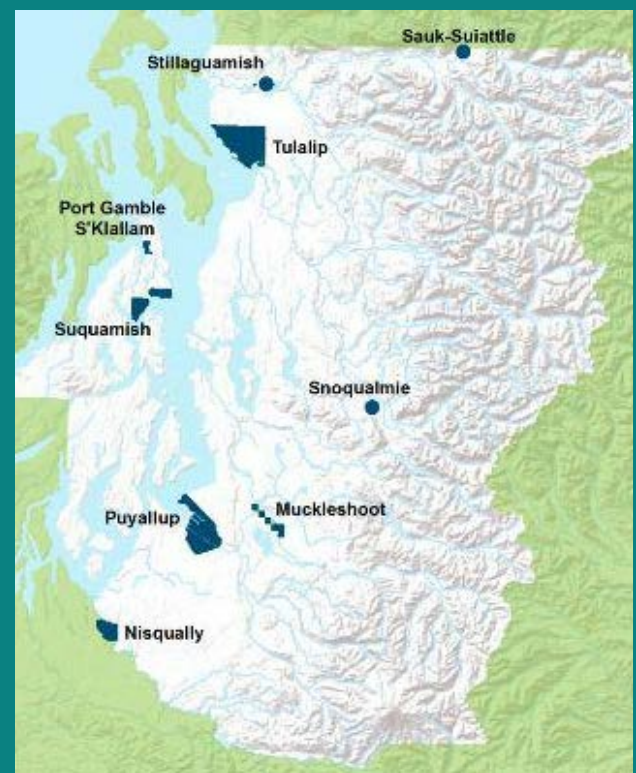 Sauk-Suiattle
Stillaguamish
Tulalip
Port Gamble
S'Klallam
Suquamish
Snoqualmie
Puyallup
Muckleshoot
Nisqually